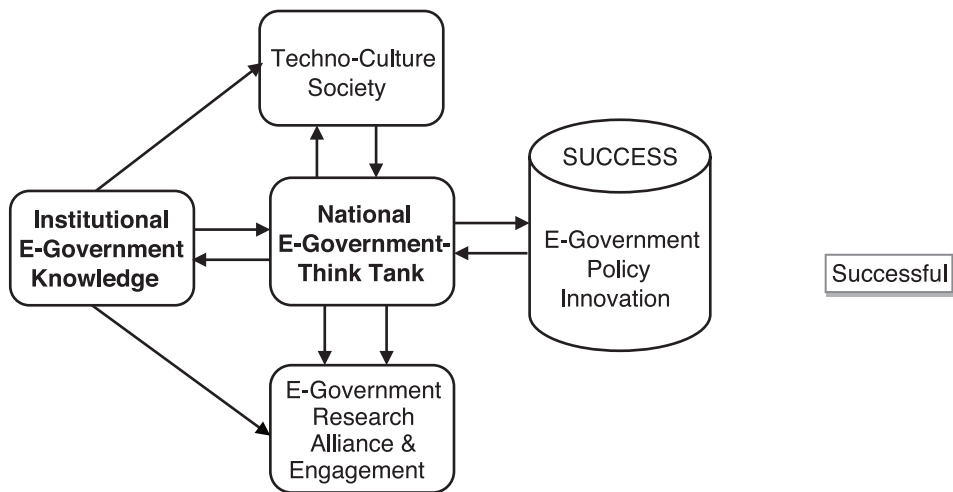 Techno-Culture
Society
Institutional
E-Government
Knowledge
National
E-Government-
Think Tank
SUCCESS
E-Government
Policy
Innovation
Successful
E-Government
Research
Alliance &
Engagement